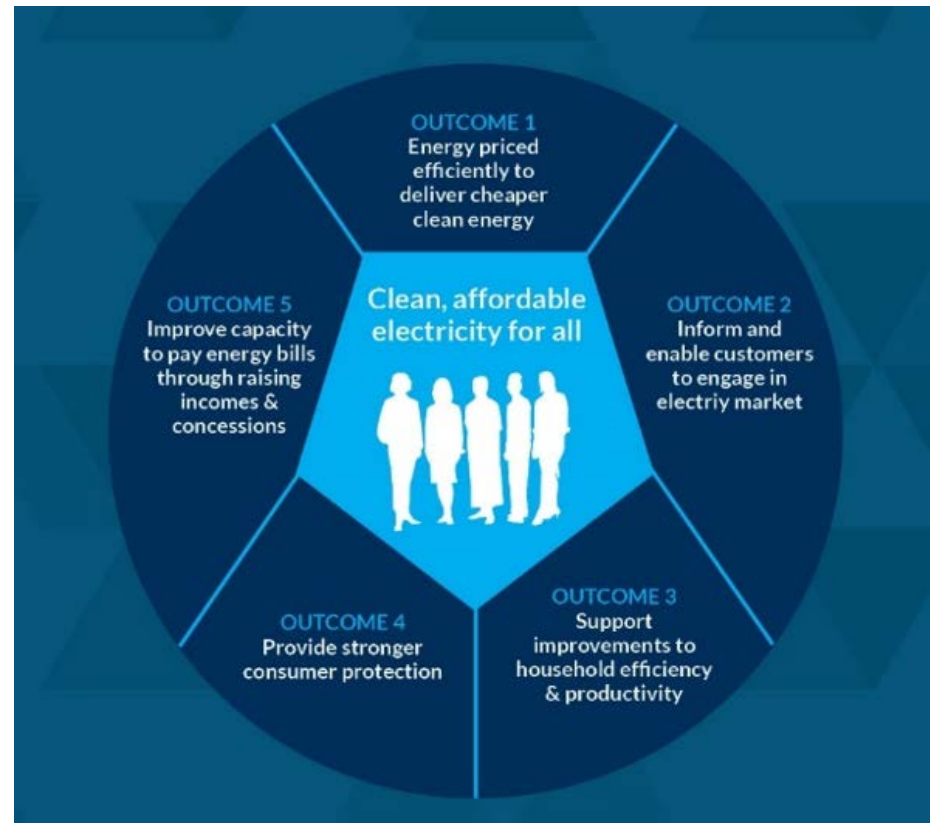 OUTCOME 1
Energy priced
efficiently to
deliver cheaper
clean energy
OUTCOME 5
Improve capacity
to pay energy bills
through raising
incomes &
concessions
Clean, affordable
electricity for all
OUTCOME 2
Inform and
enable customers
to engage in
electriy market
OUTCOME 4
Provide stronger
consumer protection
OUTCOME 3
Support
improvements to
household efficiency
& productivity